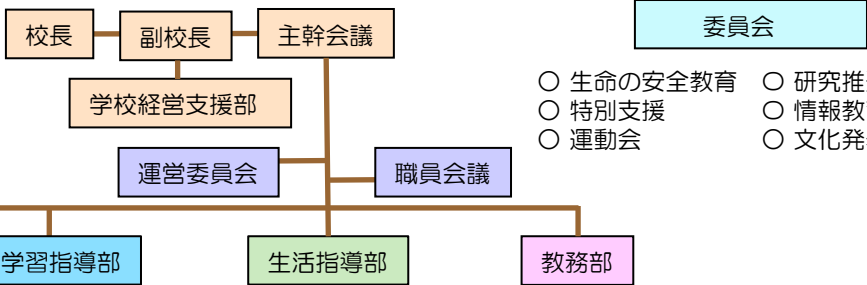 校長
副校長
主幹会議
委員会
学校経営支援部
○ 生命の安全教育 ○ 研究推
○ 特別支援 ○ 情報教
○ 運動会 ○ 文化発
運営委員会
職員会議
学習指導部
生活指導部
教務部